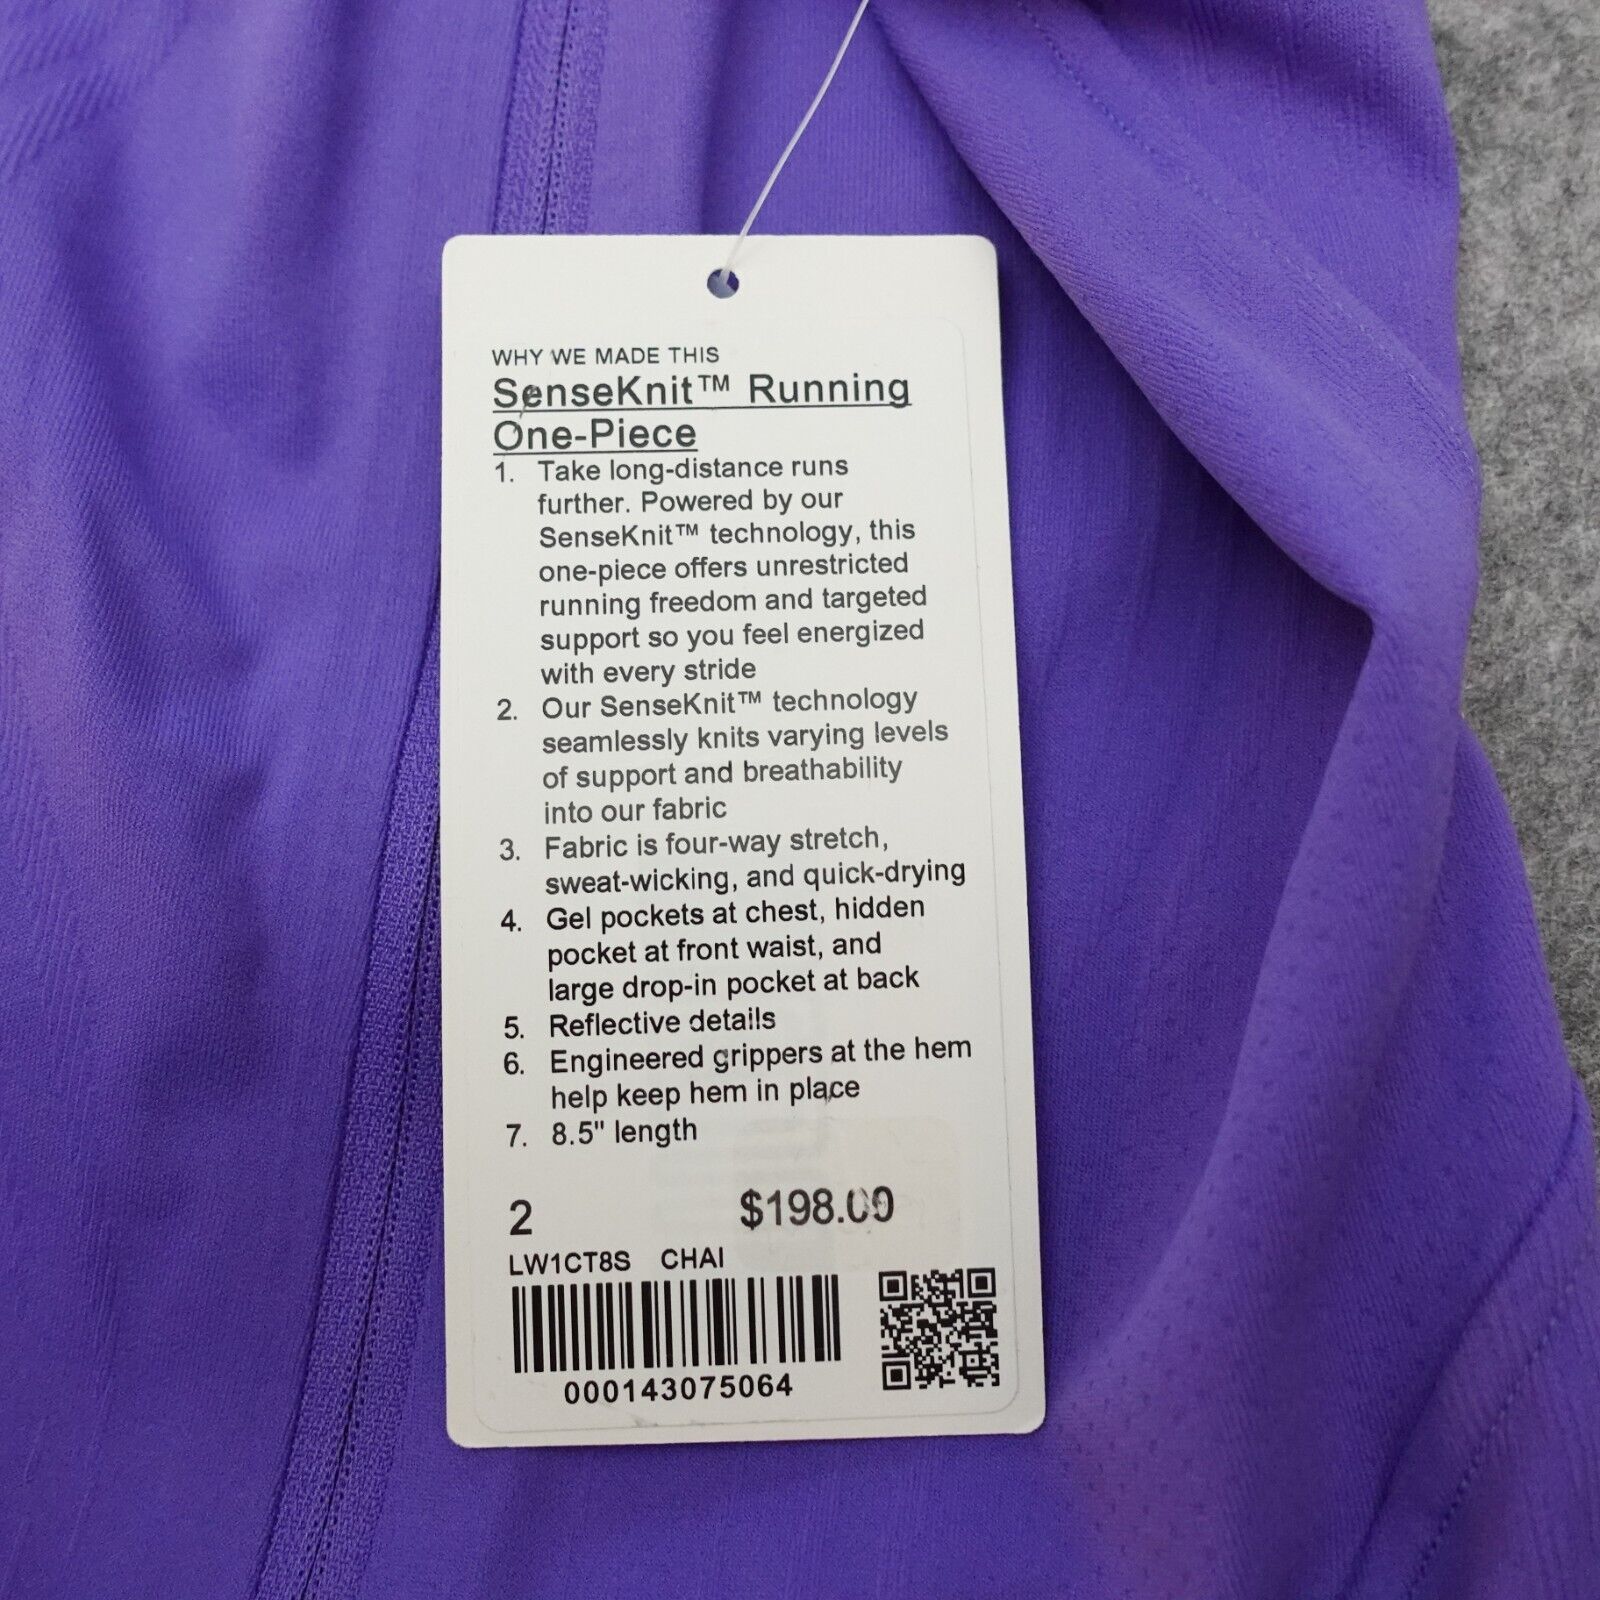 WHY WE MADE THIS
SenseKnit™ Running
One-Piece
1. Take long-distance runs
further. Powered by our
SenseKnit™ technology, this
one-piece offers unrestricted
running freedom and targeted
support so you feel energized
with every stride
2. Our SenseKnit™ technology
seamlessly knits varying levels
of support and breathability
into our fabric
3. Fabric is four-way stretch,
sweat-wicking, and quick-drying
4. Gel pockets at chest, hidden
pocket at front waist, and
large drop-in pocket at back
5. Reflective details
6. Engineered grippers at the hem
help keep hem in place
7. 8.5" length
2 $198.00
LW1CT8S CHAI
000143075064